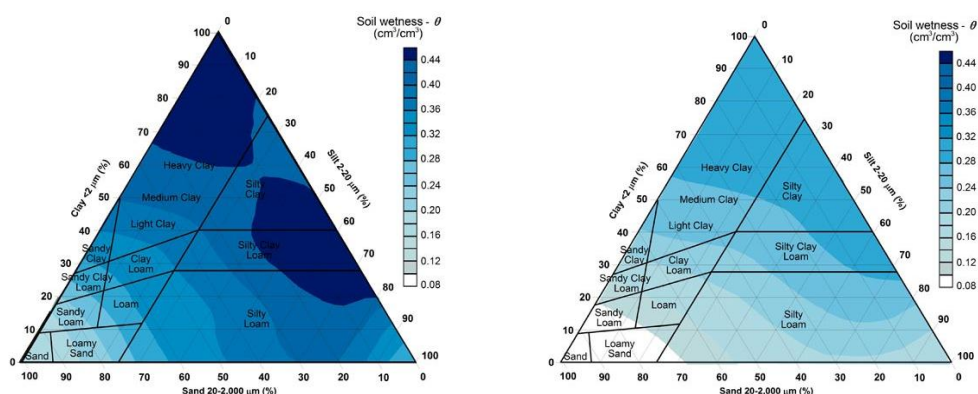 Soil wetness - θ
(cm³/cm³)
0.44
0.40
0.36
0.32
0.28
0.24
0.20
0.16
0.12
0.08
0
10
20
30
40
50
60
70
80
90
100
Silt 2-20 μm (%)
100
90
80
70
60
50
40
30
20
10
0
Clay <2 μm (%)
Heavy Clay
Medium Clay
Silty
Clay
Light Clay
Sandy
Clay
Clay
Loam
Silty Clay
Loam
Sandy Clay
Loam
Loam
Sandy
Loam
Silty
Loam
Sand
Loamy
Sand
100 90 80 70 60 50 40 30 20 10 0
Sand 20-2.000 μm (%)
Soil wetness - θ
(cm³/cm³)
0.44
0.40
0.36
0.32
0.28
0.24
0.20
0.16
0.12
0.08
0
10
20
30
40
50
60
70
80
90
100
Silt 2-20 μm (%)
100
90
80
70
60
50
40
30
20
10
0
Clay <2 μm (%)
Heavy Clay
Medium Clay
Silty
Clay
Light Clay
Sandy
Clay
Clay
Loam
Silty Clay
Loam
Sandy Clay
Loam
Loam
Sandy
Loam
Silty
Loam
Sand
Loamy
Sand
100 90 80 70 60 50 40 30 20 10 0
Sand 20-2.000 μm (%)